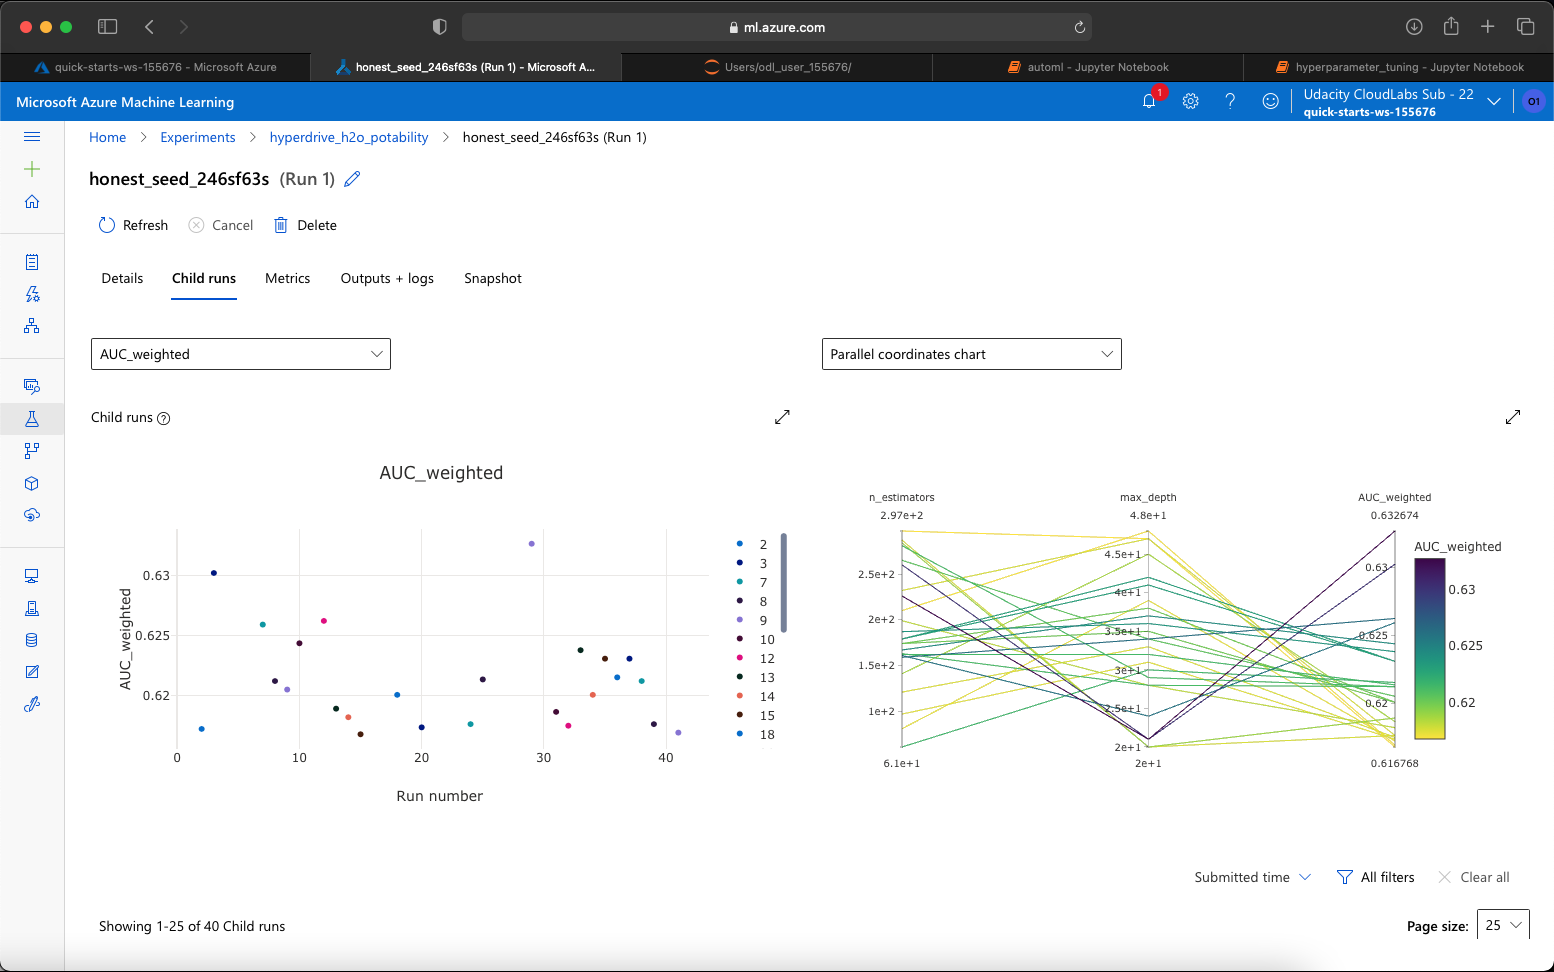 ml.azure.com
quick-starts-ws-155676 - Microsoft Azure
honest_seed_246sf63s (Run 1) - Microsoft A...
Users/odl_user_155676/
automl - Jupyter Notebook
hyperparameter_tuning - Jupyter Notebook
Microsoft Azure Machine Learning
1
?
Udacity CloudLabs Sub - 22
quick-starts-ws-155676
O1
Home > Experiments > hyperdrive_h2o_potability > honest_seed_246sf63s (Run 1)
honest_seed_246sf63s (Run 1)
Refresh Cancel Delete
Details Child runs Metrics Outputs + logs Snapshot
AUC_weighted
Parallel coordinates chart
Child runs ?
AUC_weighted
AUC_weighted
0.63
0.625
0.62
0 10 20 30 40
Run number
2
3
7
8
9
10
12
13
14
15
18
n_estimators max_depth AUC_weighted
2.97e+2 4.8e+1 0.632674
2.5e+2
2e+2
1.5e+2
1e+2
6.1e+1
4.5e+1
4e+1
3.5e+1
3e+1
2.5e+1
2e+1
2e+1
0.63
0.625
0.62
0.616768
AUC_weighted
0.63
0.625
0.62
Submitted time All filters Clear all
Showing 1-25 of 40 Child runs
Page size: 25